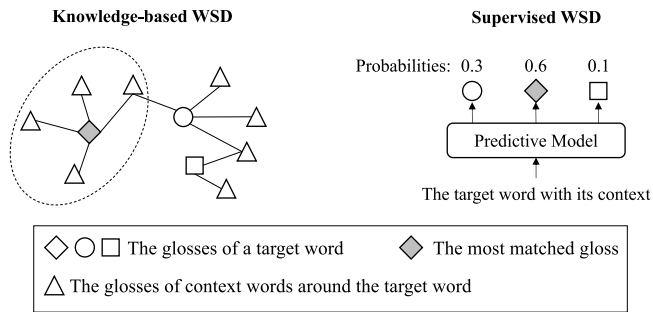 Knowledge-based WSD
Supervised WSD
Probabilities: 0.3 0.6 0.1
Predictive Model
The target word with its context
The glosses of a target word
The most matched gloss
The glosses of context words around the target word